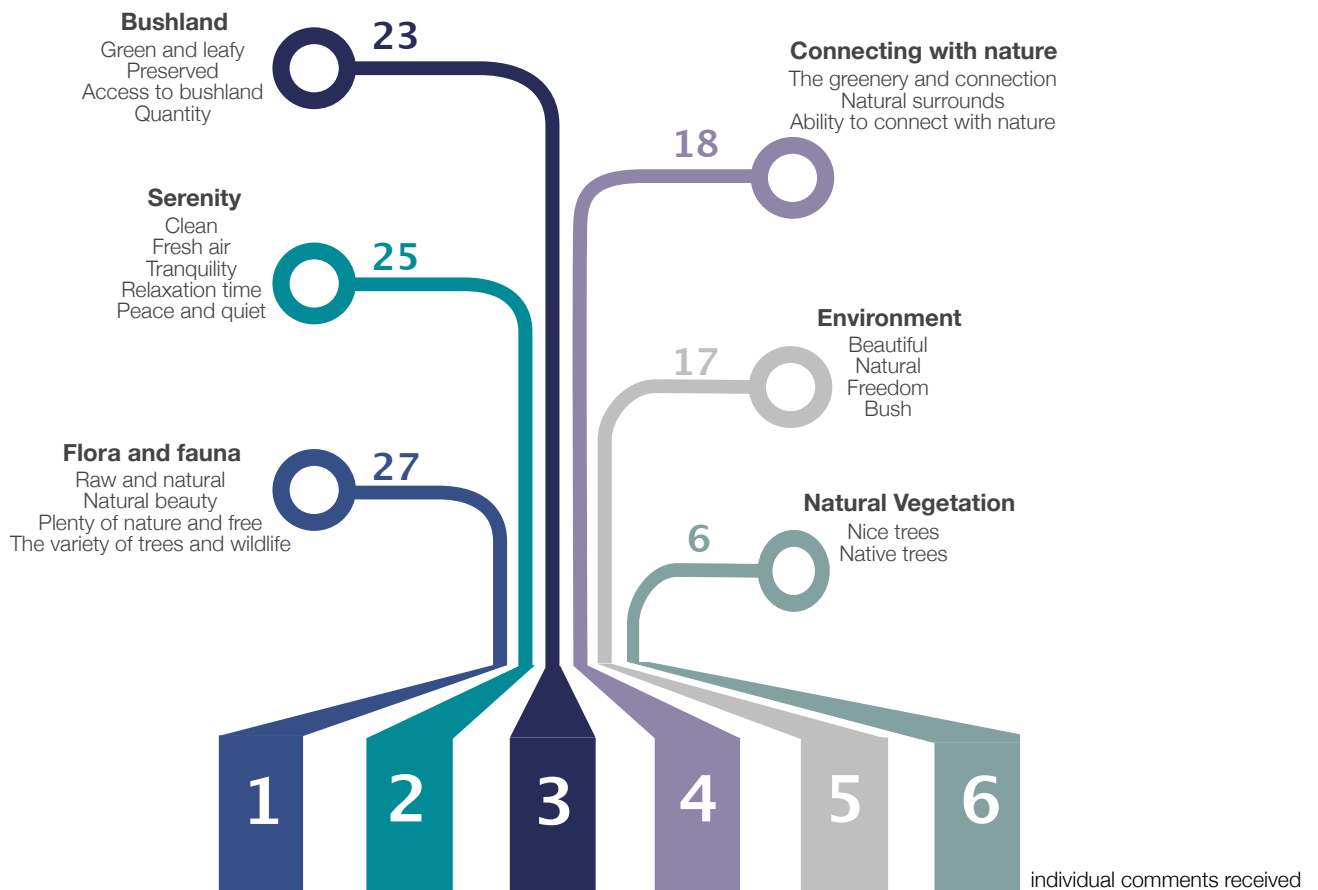 Bushland
Green and leafy
Preserved
Access to bushland
Quantity
23
Connecting with nature
The greenery and connection
Natural surrounds
Ability to connect with nature
18
Serenity
Clean
Fresh air
Tranquility
Relaxation time
Peace and quiet
25
Environment
Beautiful
Natural
Freedom
Bush
17
Flora and fauna
Raw and natural
Natural beauty
Plenty of nature and free
The variety of trees and wildlife
27
Natural Vegetation
Nice trees
Native trees
6
1
2
3
4
5
6
individual comments received